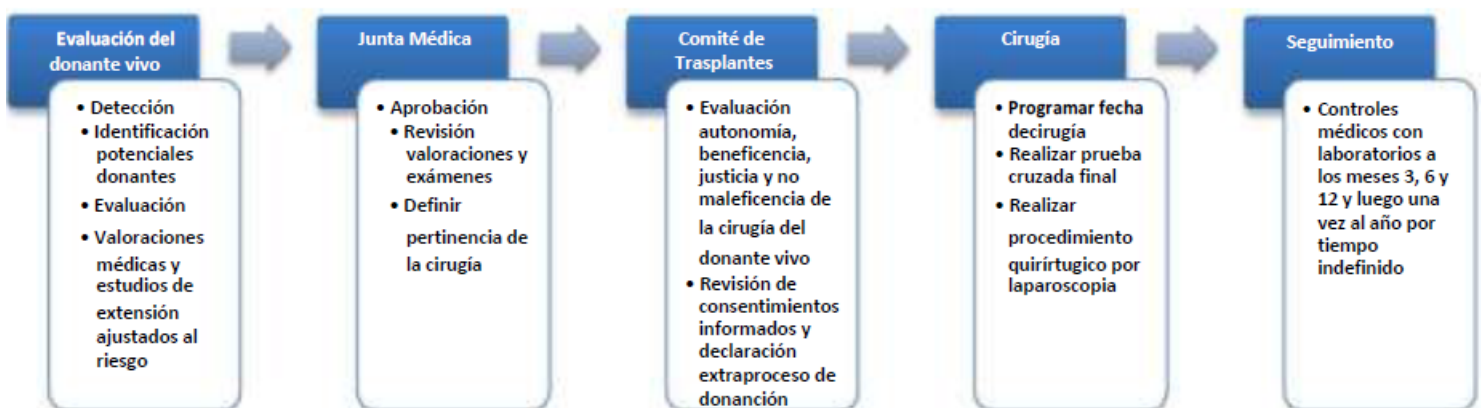 Evaluación del
donante vivo
• Detección
• Identificación
potenciales
donantes
• Evaluación
• Valoraciones
médicas y
estudios de
extensión
ajustados al
riesgo
Junta Médica
• Aprobación
• Revisión
valoraciones y
exámenes
• Definir
pertinencia de
la cirugía
Comité de
Trasplantes
• Evaluación
autonomía,
beneficencia,
justicia y no
maleficencia de
la cirugía del
donante vivo
• Revisión de
consentimientos
informados y
declaración
extraproceso de
donanción
Cirugía
• Programar fecha
decirugía
• Realizar prueba
cruzada final
• Realizar
procedimiento
quirírtugico por
laparoscopia
Seguimiento
• Controles
médicos con
laboratorios a
los meses 3, 6 y
12 y luego una
vez al año por
tiempo
indefinido